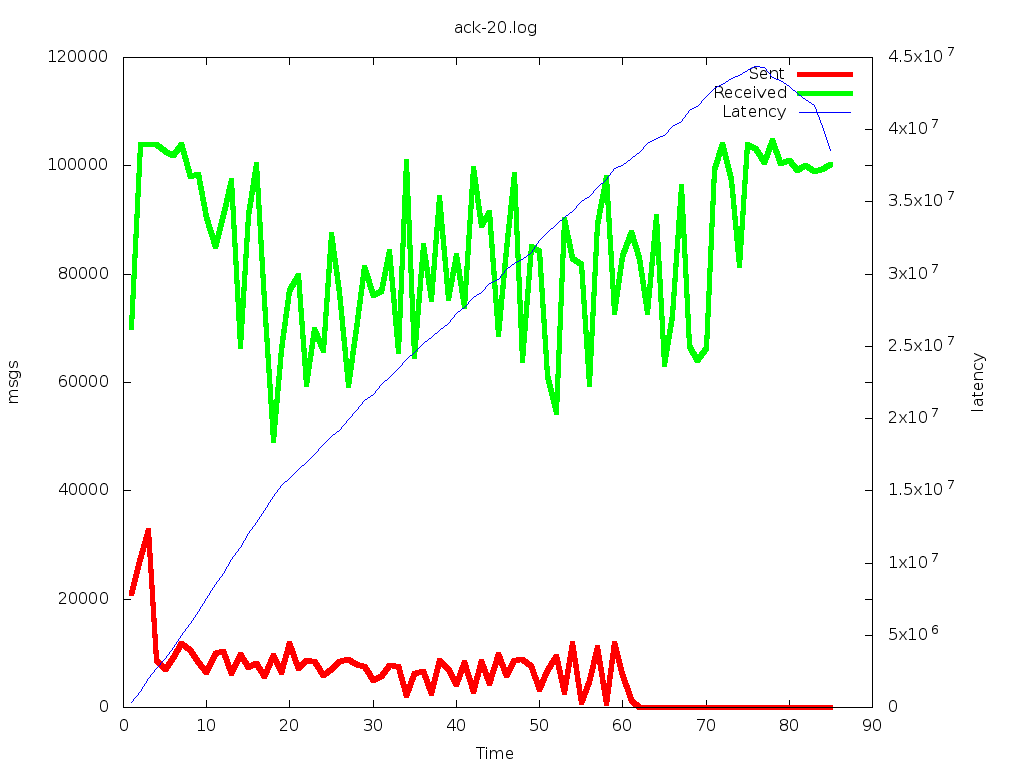 ack-20.log
120000
100000
80000
60000
40000
20000
0
msgs
4.5x10^7
4x10^7
3.5x10^7
3x10^7
2.5x10^7
2x10^7
1.5x10^7
1x10^7
5x10^6
0
latency
Sent
Received
Latency
0 10 20 30 40 50 60 70 80 90
Time